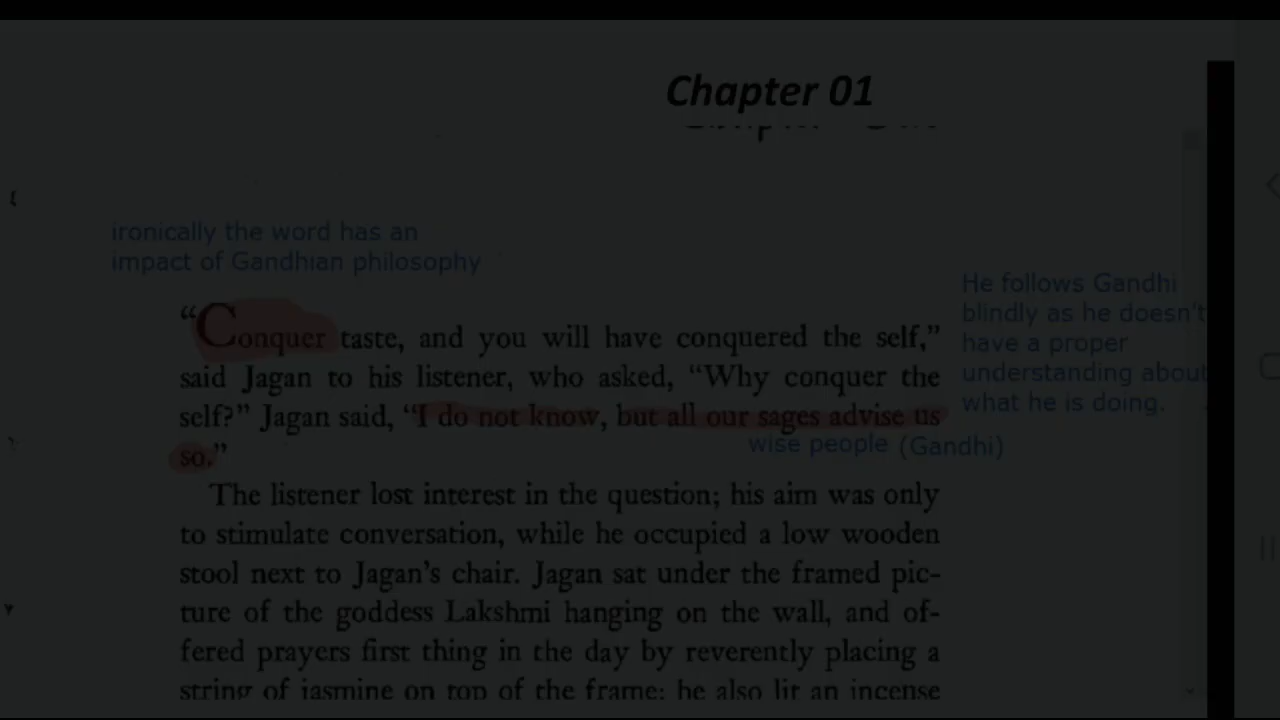 Chapter 01
ironically the word has an
impact of Gandhian philosophy
He follows Gandhi
blindly as he doesn't
have a proper
understanding about
what he is doing.
“Conquer taste, and you will have conquered the self,”
said Jagan to his listener, who asked, “Why conquer the
self?” Jagan said, “I do not know, but all our sages advise us
wise people (Gandhi)
so.”
The listener lost interest in the question; his aim was only
to stimulate conversation, while he occupied a low wooden
stool next to Jagan’s chair. Jagan sat under the framed pic-
ture of the goddess Lakshmi hanging on the wall, and of-
fered prayers first thing in the day by reverently placing a
string of jasmine on top of the frame; he also lit an incense